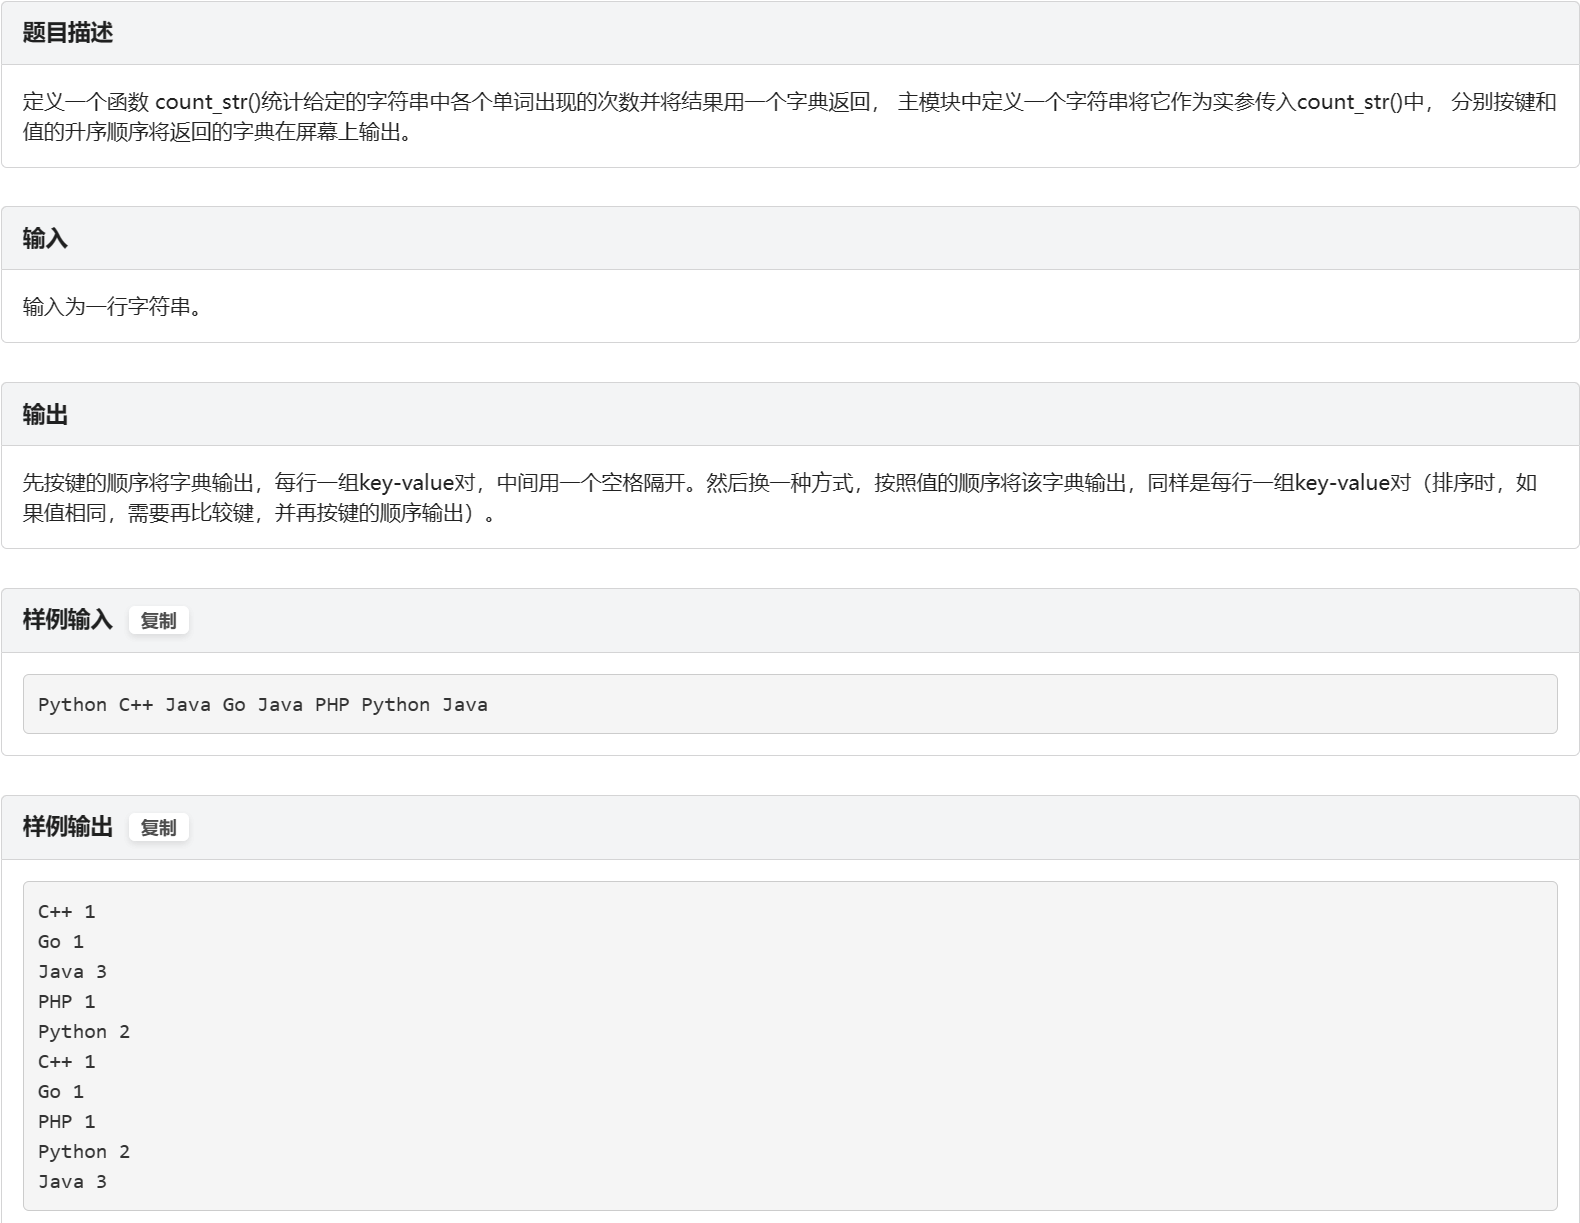 题目描述
定义一个函数 count_str()统计给定的字符串中各个单词出现的次数并将结果用一个字典返回， 主模块中定义一个字符串将它作为实参传入count_str()中， 分别按键和
值的升序顺序将返回的字典在屏幕上输出。
输入
输入为一行字符串。
输出
先按键的顺序将字典输出，每行一组key-value对，中间用一个空格隔开。然后换一种方式，按照值的顺序将该字典输出，同样是每行一组key-value对（排序时，如
果值相同，需要再比较键，并再按键的顺序输出）。
样例输入 复制
Python C++ Java Go Java PHP Python Java
样例输出 复制
C++ 1
Go 1
Java 3
PHP 1
Python 2
C++ 1
Go 1
PHP 1
Python 2
Java 3